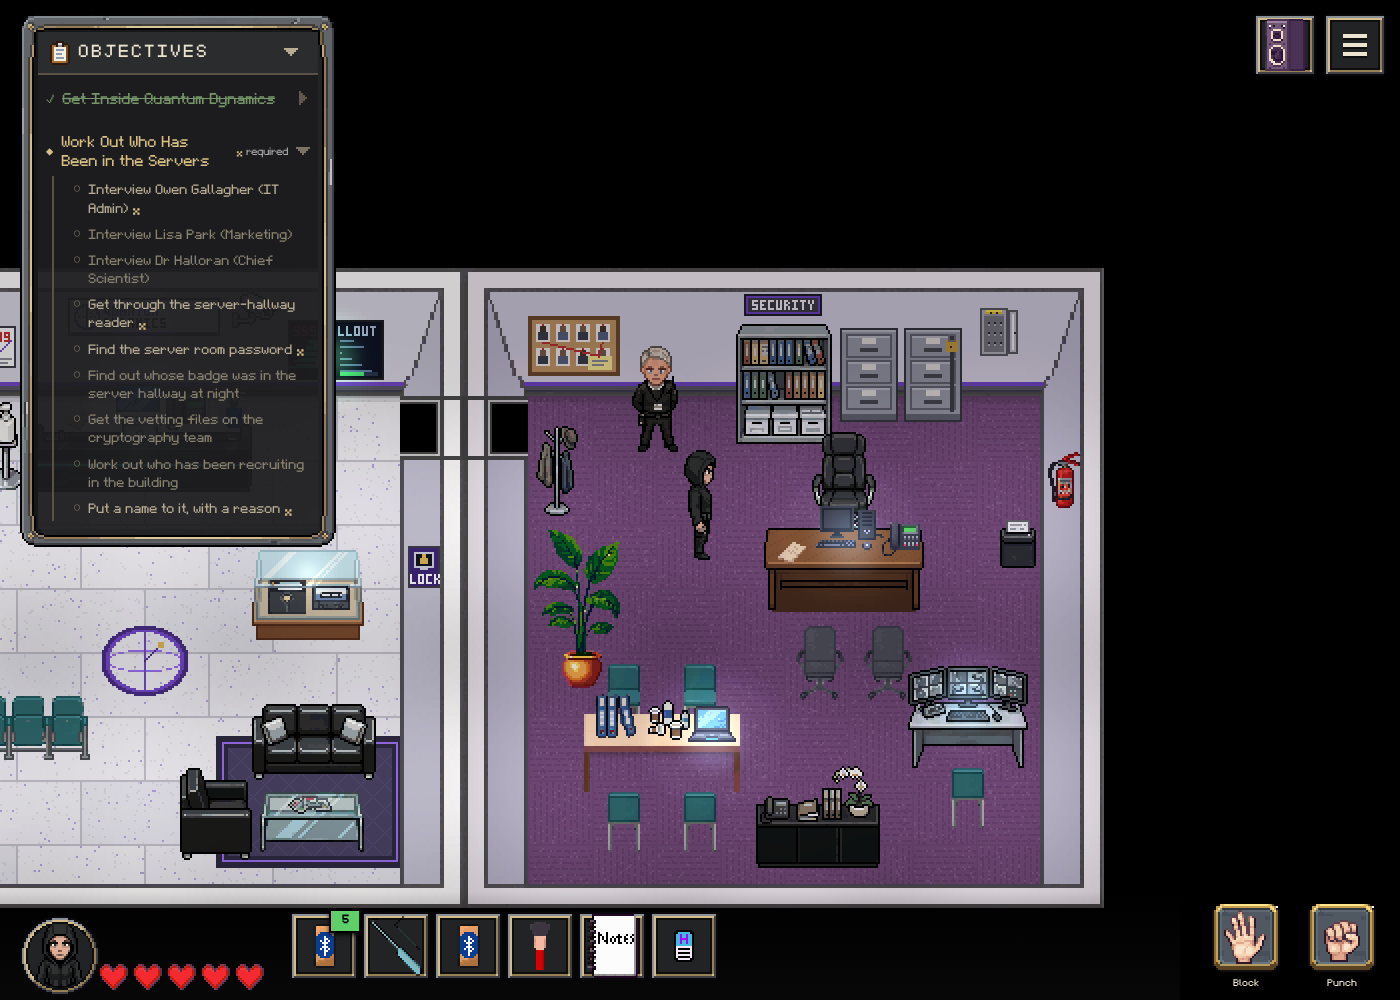 OBJECTIVES
Get Inside Quantum Dynamics
Work Out Who Has
Been in the Servers
required
Interview Owen Gallagher (IT
Admin)
Interview Lisa Park (Marketing)
Interview Dr Halloran (Chief
Scientist)
Get through the server-hallway
reader
Find the server room password
Find out whose badge was in the
server hallway at night
Get the vetting files on the
cryptography team
Work out who has been recruiting
in the building
Put a name to it, with a reason
LLOUT
SECURITY
LOCK
5
Notes
H
Block
Punch